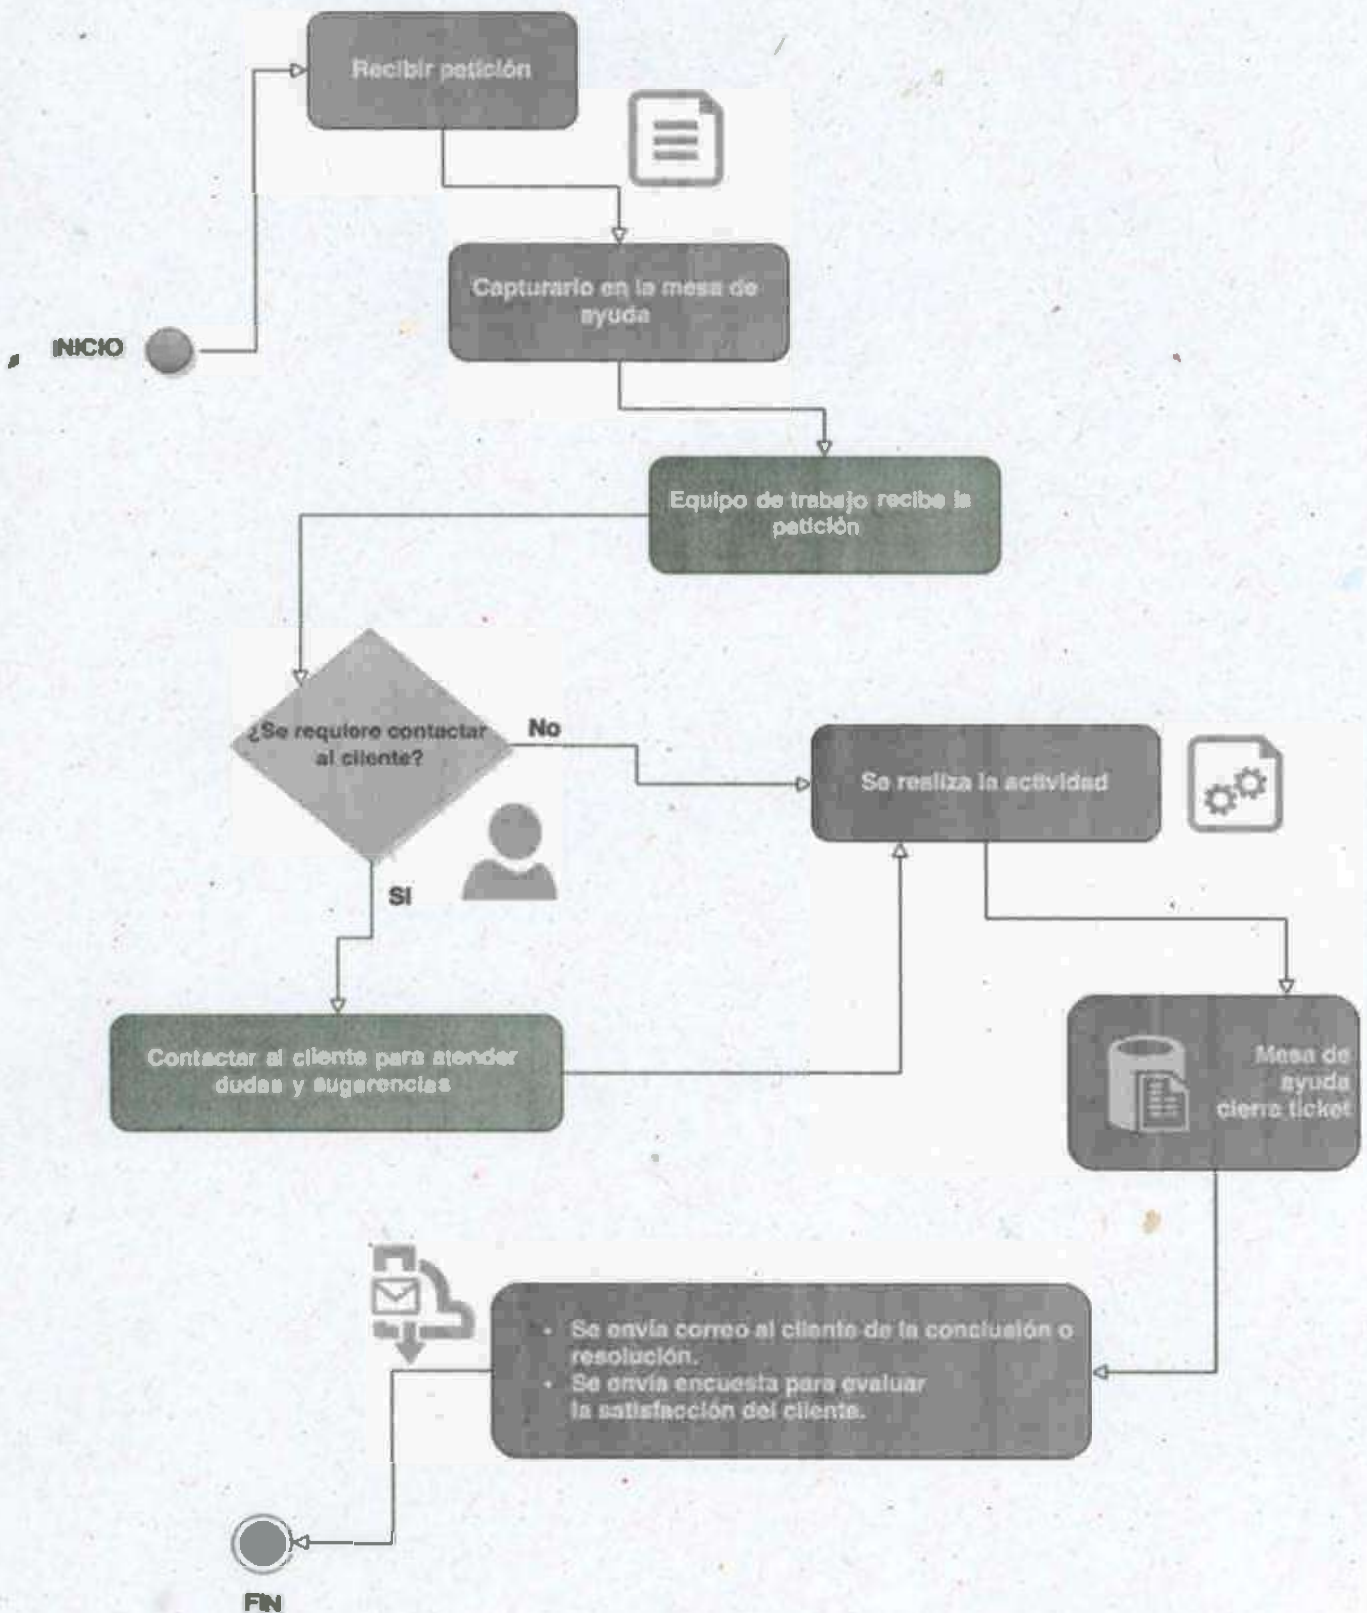 Recibir petición
Capturarlo en la mesa de
ayuda
INICIO
Equipo de trabajo recibe la
petición
¿Se requiere contactar
al cliente?
No
Se realiza la actividad
SI
Contactar al cliente para atender
dudas y sugerencias
Mesa de
ayuda
cierra ticket
• Se envía correo al cliente de la conclusión o
resolución.
• Se envía encuesta para evaluar
la satisfacción del cliente.
FIN